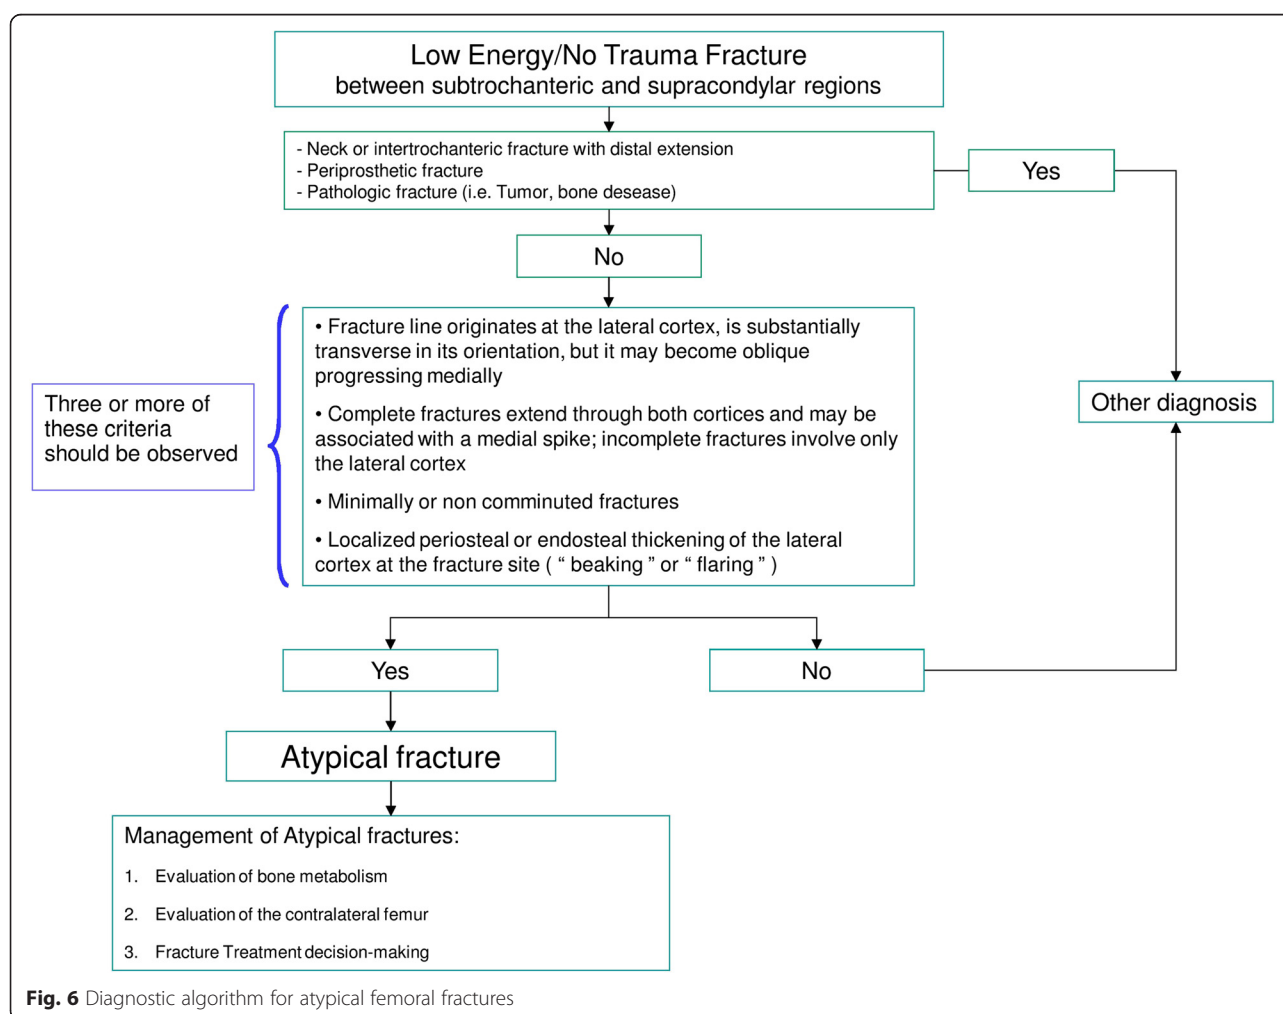 Low Energy/No Trauma Fracture
between subtrochanteric and supracondylar regions
- Neck or intertrochanteric fracture with distal extension
- Periprosthetic fracture
- Pathologic fracture (i.e. Tumor, bone desease)
Yes
No
• Fracture line originates at the lateral cortex, is substantially
transverse in its orientation, but it may become oblique
progressing medially
• Complete fractures extend through both cortices and may be
associated with a medial spike; incomplete fractures involve only
the lateral cortex
• Minimally or non comminuted fractures
• Localized periosteal or endosteal thickening of the lateral
cortex at the fracture site ( “ beaking ” or “ flaring ” )
Three or more of
these criteria
should be observed
Other diagnosis
Yes
No
Atypical fracture
Management of Atypical fractures:
1. Evaluation of bone metabolism
2. Evaluation of the contralateral femur
3. Fracture Treatment decision-making
Fig. 6 Diagnostic algorithm for atypical femoral fractures